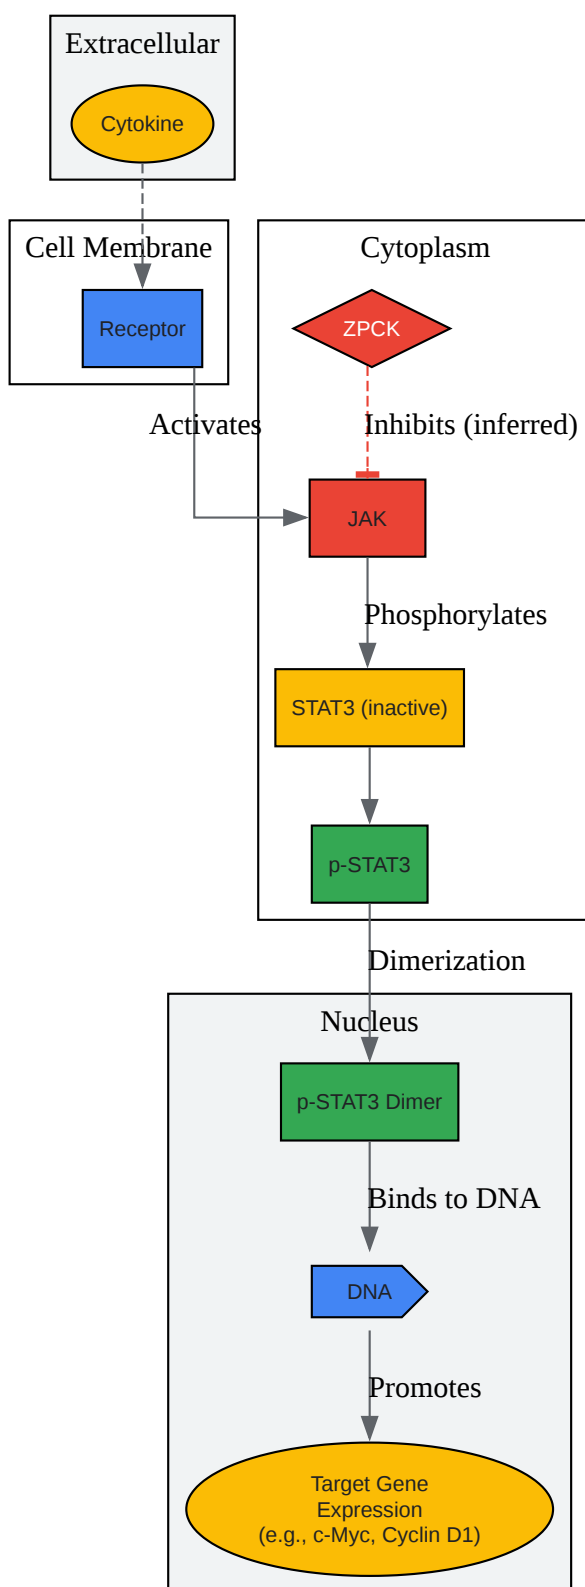 Extracellular
Cytokine
Cell Membrane
Receptor
Cytoplasm
ZPCK
Activates
Inhibits (inferred)
JAK
Phosphorylates
STAT3 (inactive)
p-STAT3
Dimerization
Nucleus
p-STAT3 Dimer
Binds to DNA
DNA
Promotes
Target Gene
Expression
(e.g., c-Myc, Cyclin D1)